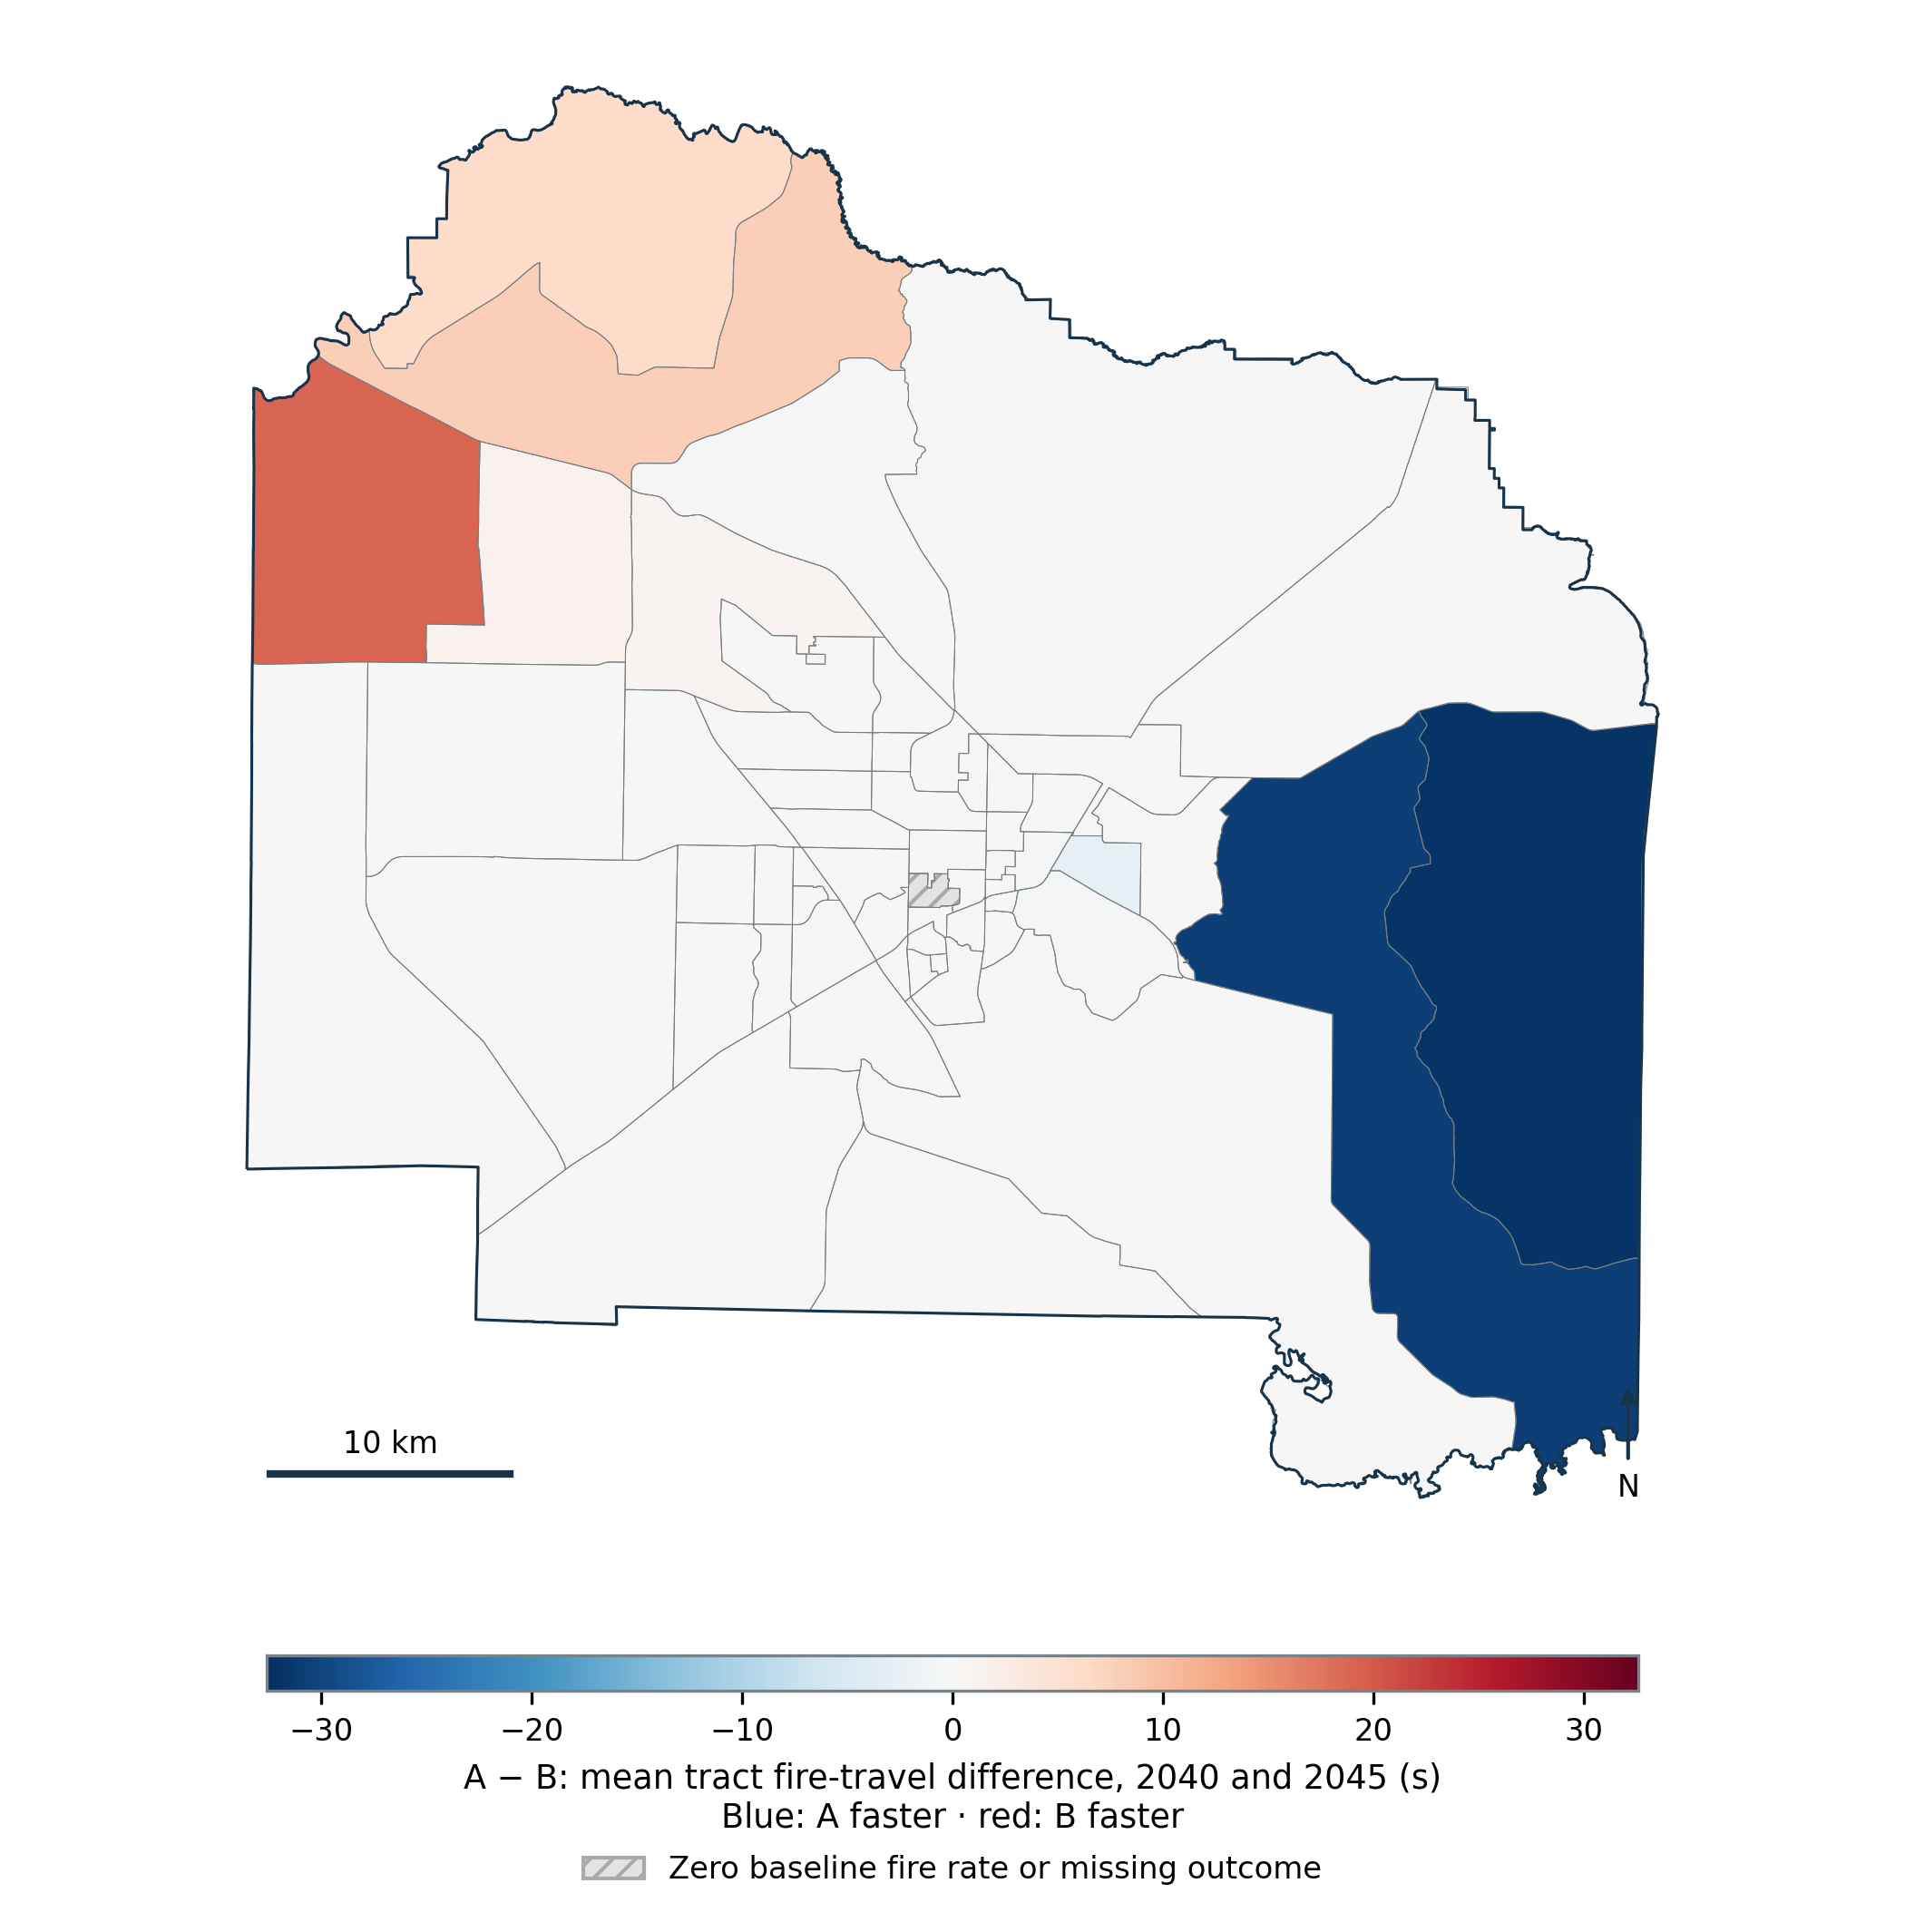 10 km
N
−30 −20 −10 0 10 20 30
A − B: mean tract fire-travel difference, 2040 and 2045 (s)
Blue: A faster · red: B faster
Zero baseline fire rate or missing outcome